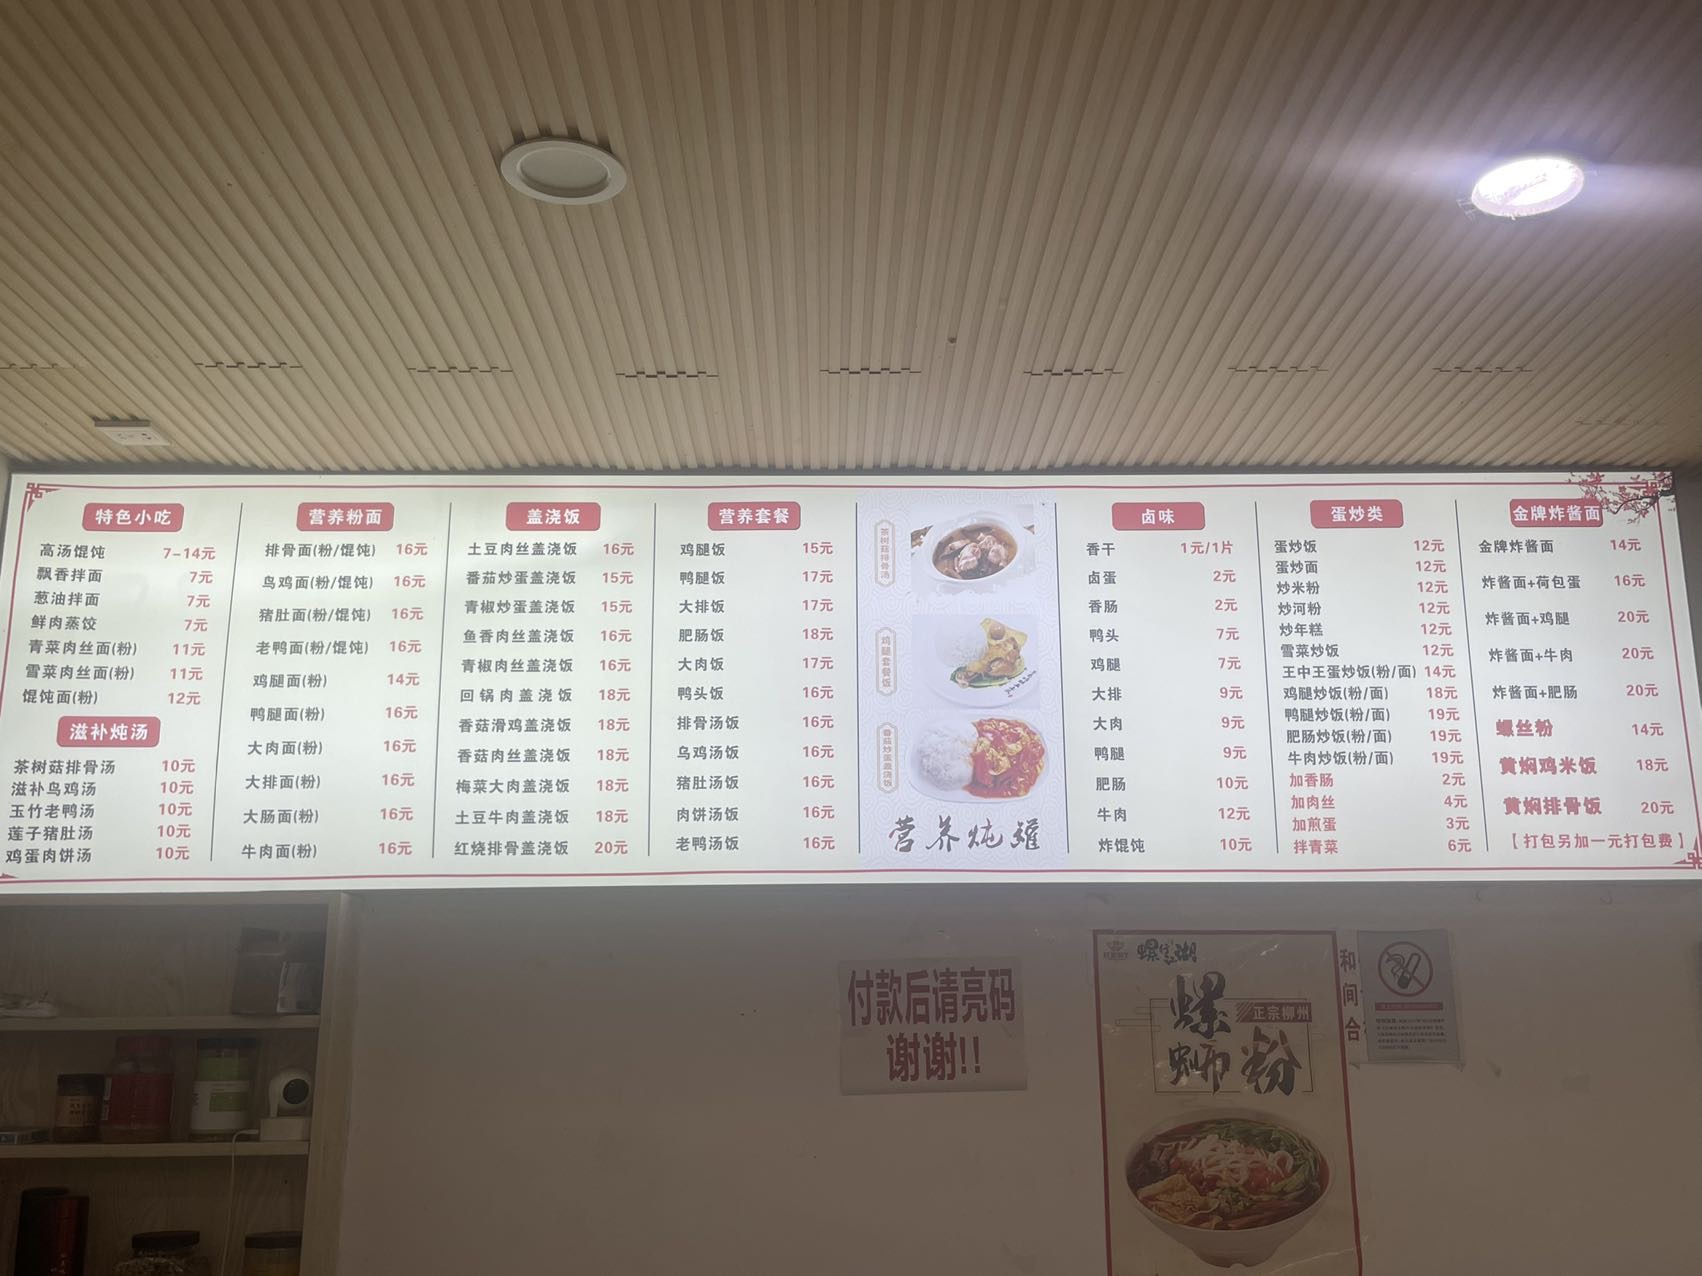 特色小吃
高汤馄饨 7-14元
飘香拌面 7元
葱油拌面 7元
鲜肉蒸饺 7元
青菜肉丝面(粉) 11元
雪菜肉丝面(粉) 11元
馄饨面(粉) 12元
滋补炖汤
茶树菇排骨汤 10元
滋补鸟鸡汤 10元
玉竹老鸭汤 10元
莲子猪肚汤 10元
鸡蛋肉饼汤 10元
营养粉面
排骨面(粉/馄饨) 16元
鸟鸡面(粉/馄饨) 16元
猪肚面(粉/馄饨) 16元
老鸭面(粉/馄饨) 16元
鸡腿面(粉) 14元
鸭腿面(粉) 16元
大肉面(粉) 16元
大排面(粉) 16元
大肠面(粉) 16元
牛肉面(粉) 16元
盖浇饭
土豆肉丝盖浇饭 16元
番茄炒蛋盖浇饭 15元
青椒炒蛋盖浇饭 15元
鱼香肉丝盖浇饭 16元
青椒肉丝盖浇饭 16元
回锅肉盖浇饭 18元
香菇滑鸡盖浇饭 18元
香菇肉丝盖浇饭 18元
梅菜大肉盖浇饭 18元
土豆牛肉盖浇饭 18元
红烧排骨盖浇饭 20元
营养套餐
鸡腿饭 15元
鸭腿饭 17元
大排饭 17元
肥肠饭 18元
大肉饭 17元
鸭头饭 16元
排骨汤饭 16元
乌鸡汤饭 16元
猪肚汤饭 16元
肉饼汤饭 16元
老鸭汤饭 16元
茶树菇排骨汤
鸡腿套餐饭
番茄炒蛋盖浇饭
营养炖罐
卤味
香干 1元/1片
卤蛋 2元
香肠 2元
鸭头 7元
鸡腿 7元
大排 9元
大肉 9元
鸭腿 9元
肥肠 10元
牛肉 12元
炸馄饨 10元
蛋炒类
蛋炒饭 12元
蛋炒面 12元
炒米粉 12元
炒河粉 12元
炒年糕 12元
雪菜炒饭 12元
王中王蛋炒饭(粉/面) 14元
鸡腿炒饭(粉/面) 18元
鸭腿炒饭(粉/面) 19元
肥肠炒饭(粉/面) 19元
牛肉炒饭(粉/面) 19元
加香肠 2元
加肉丝 4元
加煎蛋 3元
拌青菜 6元
金牌炸酱面
金牌炸酱面 14元
炸酱面+荷包蛋 16元
炸酱面+鸡腿 20元
炸酱面+牛肉 20元
炸酱面+肥肠 20元
螺丝粉 14元
黄焖鸡米饭 18元
黄焖排骨饭 20元
【打包另加一元打包费】
付款后请亮码
谢谢!!
正宗柳州
螺蛳粉
和
间
合